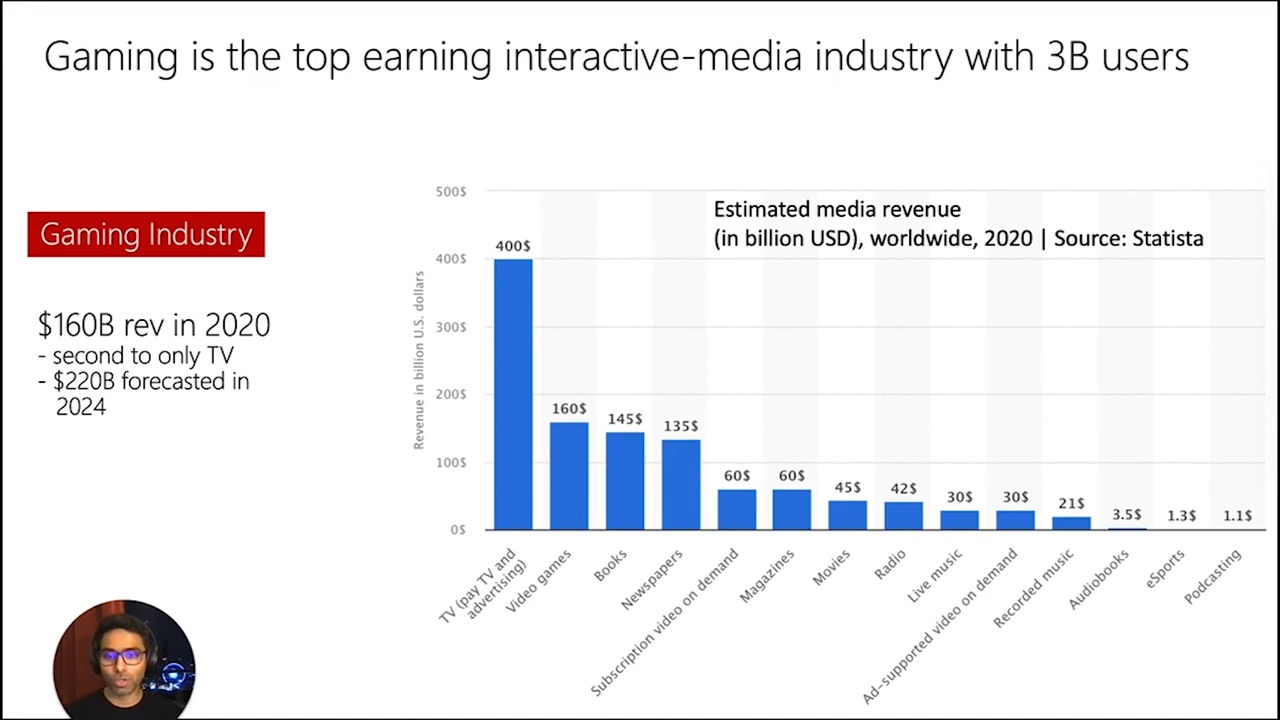 Gaming is the top earning interactive-media industry with 3B users
Gaming Industry
$160B rev in 2020
- second to only TV
- $220B forecasted in
2024
Estimated media revenue
(in billion USD), worldwide, 2020 | Source: Statista
Revenue in billion U.S. dollars
500$
400$
300$
200$
100$
0$
400$
160$
145$
135$
60$
60$
45$
42$
30$
30$
21$
3.5$
1.3$
1.1$
TV (pay TV and
advertising)
Video games
Books
Newspapers
Subscription video on demand
Magazines
Movies
Radio
Live music
Ad-supported video on demand
Recorded music
Audiobooks
eSports
Podcasting